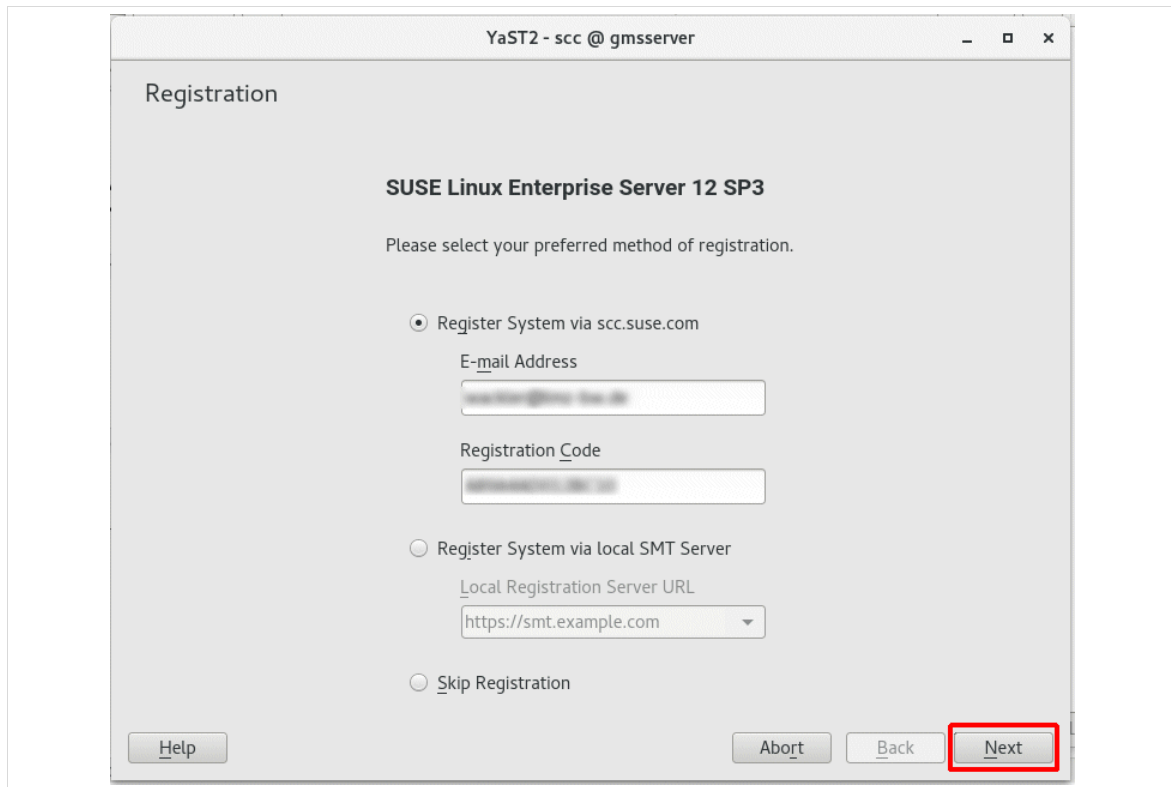 YaST2 - scc @ gmsserver
Registration
SUSE Linux Enterprise Server 12 SP3
Please select your preferred method of registration.
Register System via scc.suse.com
E-mail Address
Registration Code
Register System via local SMT Server
Local Registration Server URL
https://smt.example.com
Skip Registration
Help Abort Back Next